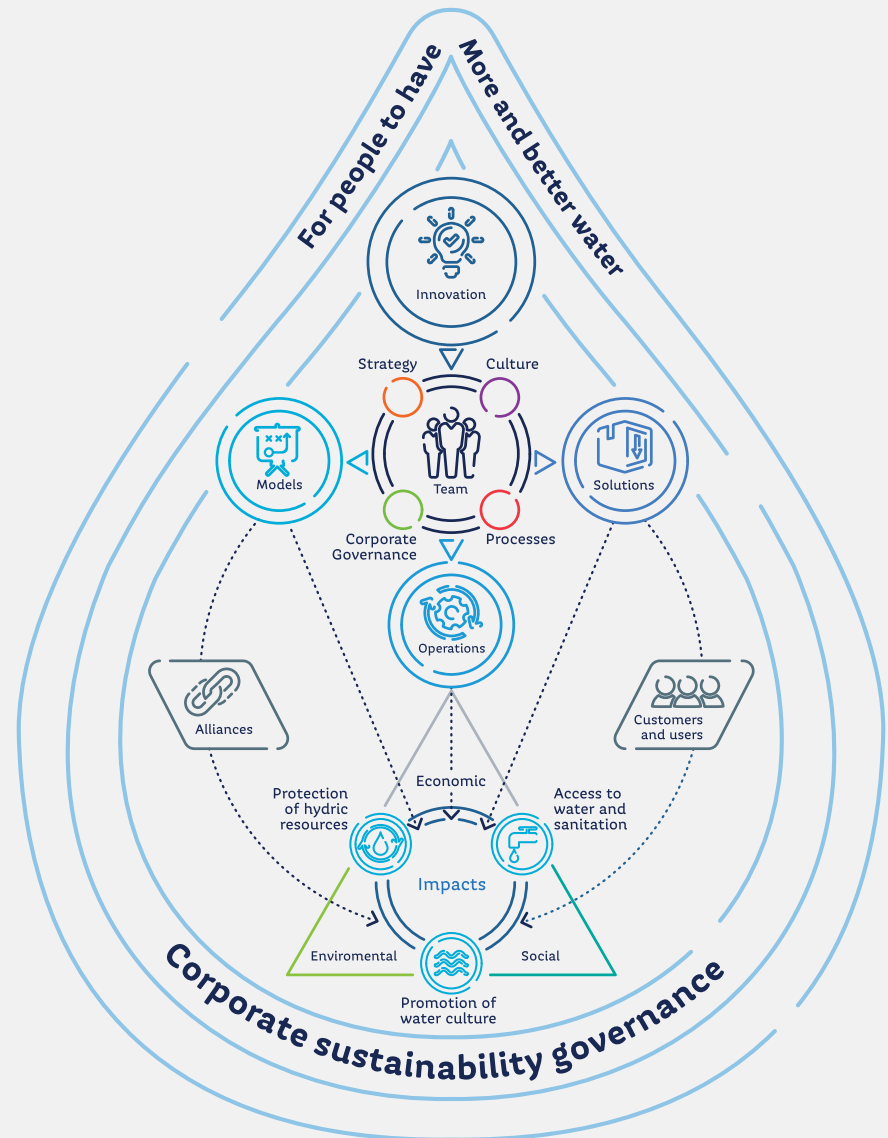 For people to have
More and better water
Innovation
Strategy
Culture
Models
Team
Solutions
Corporate
Governance
Processes
Operations
Alliances
Customers
and users
Economic
Protection
of hydric
resources
Access to
water and
sanitation
Impacts
Enviromental
Social
Promotion of
water culture
Corporate sustainability governance